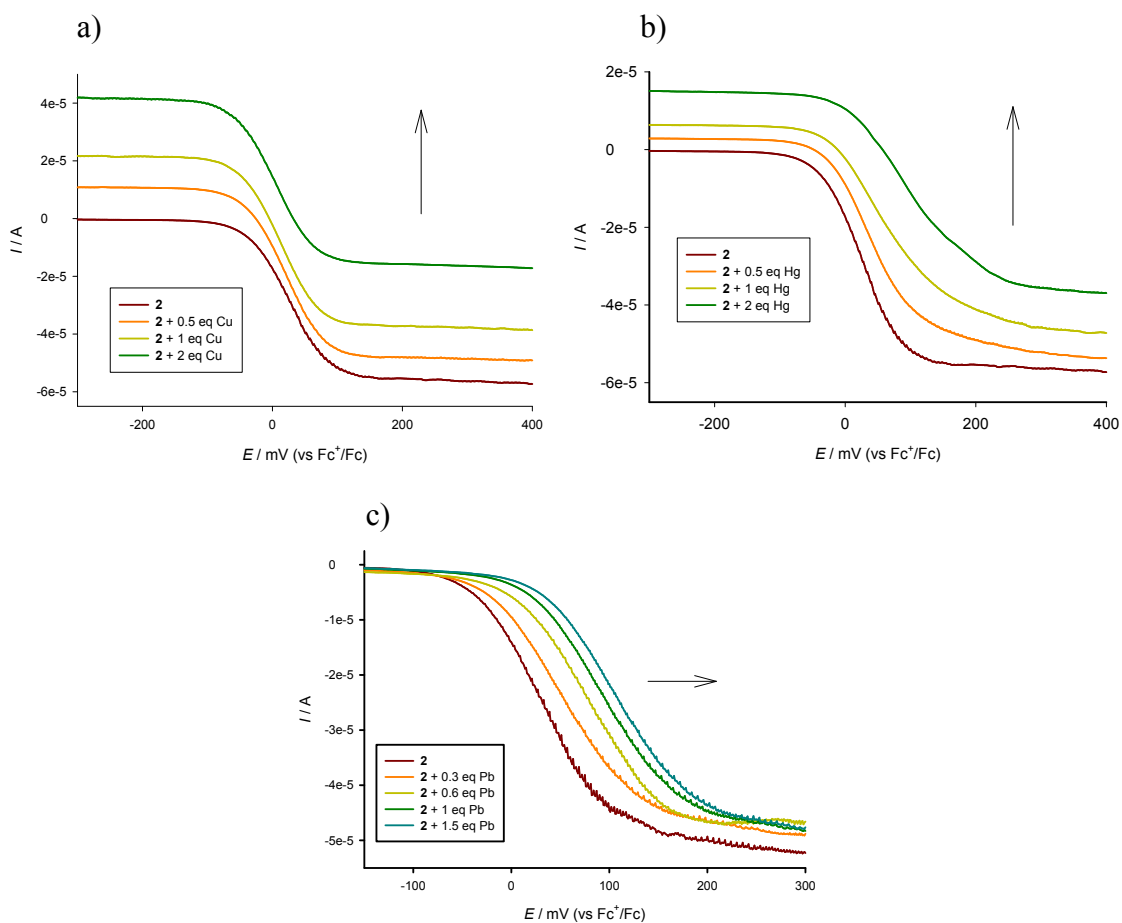 a)
4e-5
2e-5
0
-2e-5
-4e-5
-6e-5
I / A
2
2 + 0.5 eq Cu
2 + 1 eq Cu
2 + 2 eq Cu
-200
0
200
400
E / mV (vs Fc⁺/Fc)
b)
2e-5
0
-2e-5
-4e-5
-6e-5
I / A
2
2 + 0.5 eq Hg
2 + 1 eq Hg
2 + 2 eq Hg
-200
0
200
400
E / mV (vs Fc⁺/Fc)
c)
0
-1e-5
-2e-5
-3e-5
-4e-5
-5e-5
I / A
2
2 + 0.3 eq Pb
2 + 0.6 eq Pb
2 + 1 eq Pb
2 + 1.5 eq Pb
-100
0
100
200
300
E / mV (vs Fc⁺/Fc)